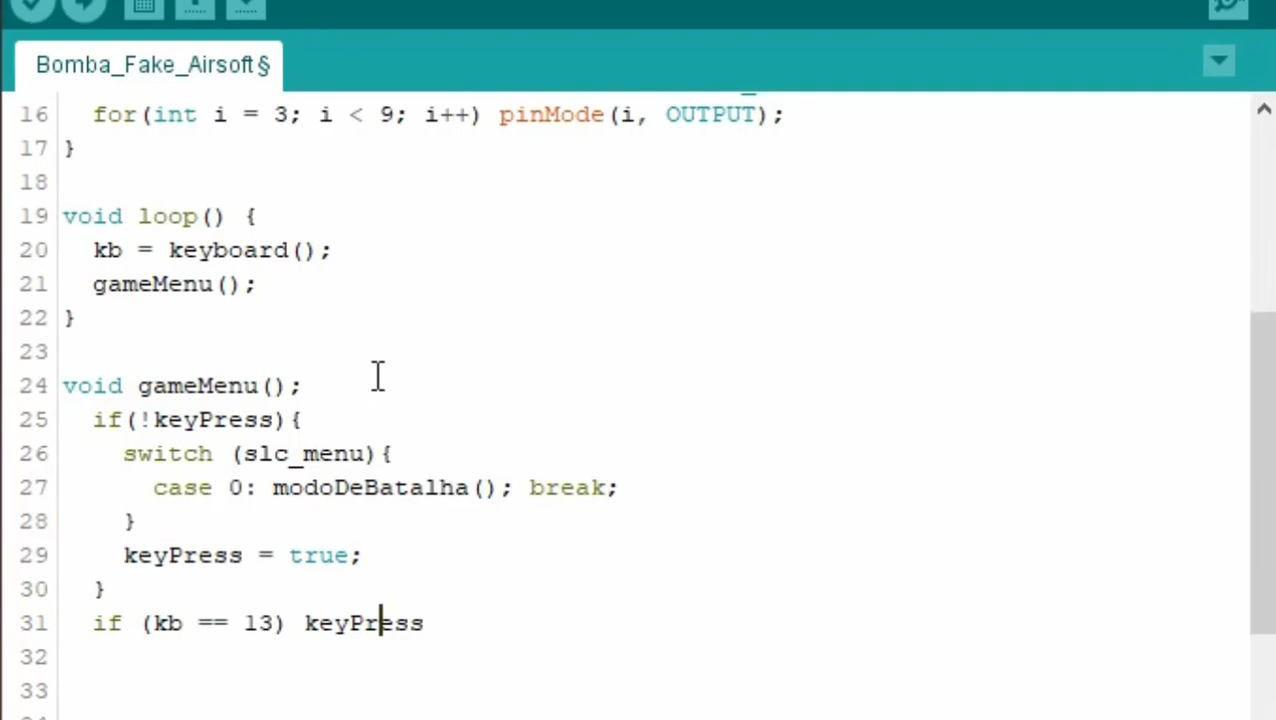 Bomba_Fake_Airsoft§
16 for(int i = 3; i < 9; i++) pinMode(i, OUTPUT);
17 }
18
19 void loop() {
20 kb = keyboard();
21 gameMenu();
22 }
23
24 void gameMenu();
25 if(!keyPress){
26 switch (slc_menu){
27 case 0: modoDeBatalha(); break;
28 }
29 keyPress = true;
30 }
31 if (kb == 13) keyPress
32
33